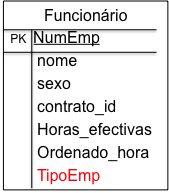 Funcionário
PK NumEmp
nome
sexo
contrato_id
Horas_efectivas
Ordenado_hora
TipoEmp